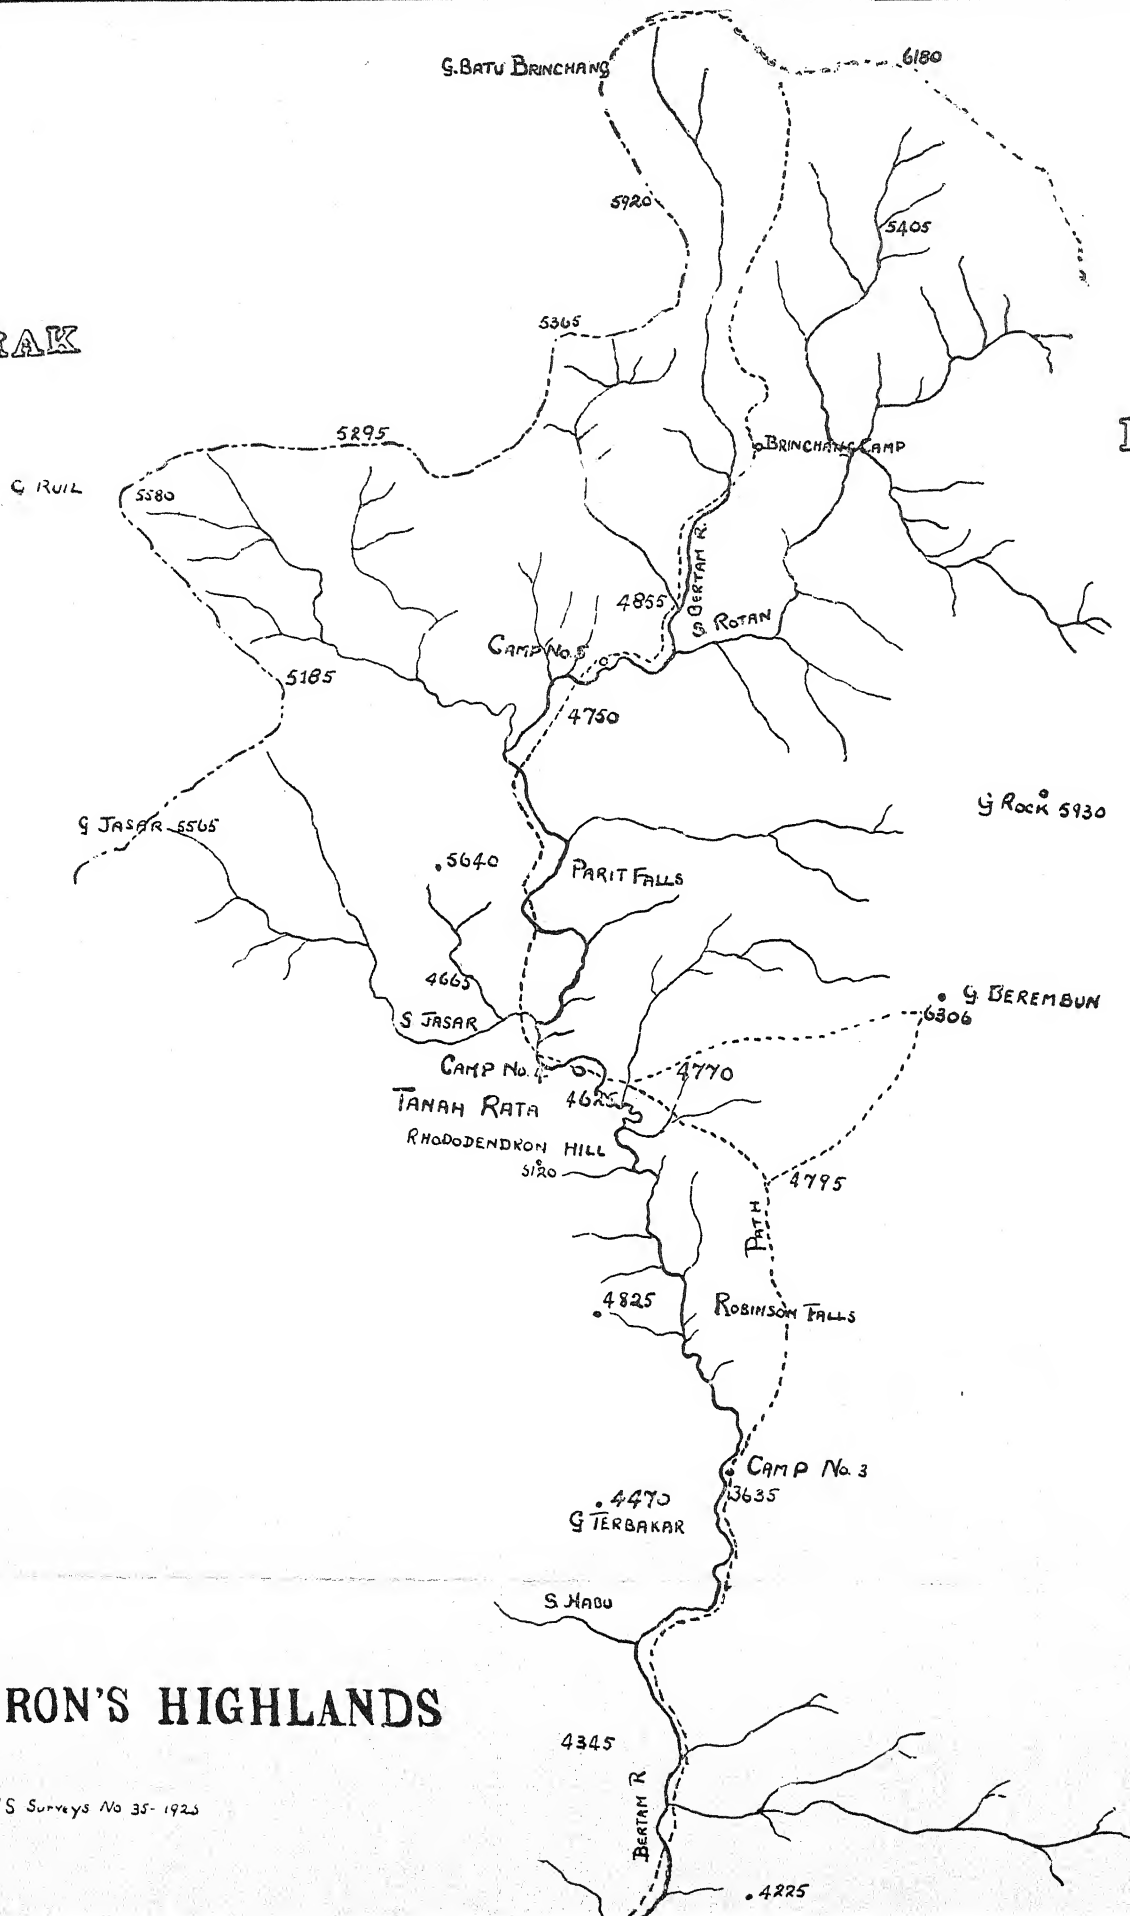 G. BATU BRINCHANG
6180
5920
5405
RAK
5365
5295
BRINCHANG CAMP
G RUIL
5580
BERTAM R.
4855
S. ROTAN
CAMP No. 5
5185
4750
G ROCK 5930
G JASAR 5565
.5640
PARIT FALLS
4665
G. BEREMBUN
6306
S JASAR
CAMP No. 4
4770
TANAH RATA
4625
RHODODENDRON HILL
5120
4795
PATH
4825
ROBINSON FALLS
CAMP No. 3
3635
.4470
G TERBAKAR
S. HABU
RON'S HIGHLANDS
4345
BERTAM R
S Surveys No 35-1925
.4225